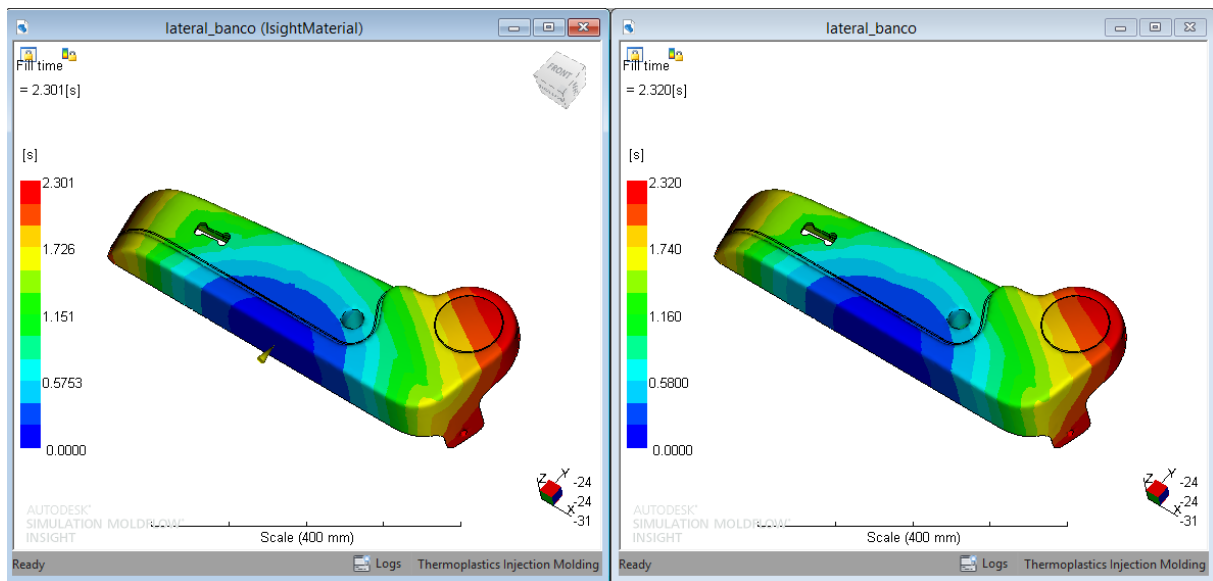 lateral_banco (IsightMaterial)
Fill time
= 2.301[s]
[s]
2.301
1.726
1.151
0.5753
0.0000
FRONT
Z Y
X
-24
-24
-31
AUTODESK®
SIMULATION MOLDFLOW®
INSIGHT
Scale (400 mm)
Ready Logs Thermoplastics Injection Molding
lateral_banco
Fill time
= 2.320[s]
[s]
2.320
1.740
1.160
0.5800
0.0000
Z Y
X
-24
-24
-31
AUTODESK®
SIMULATION MOLDFLOW®
INSIGHT
Scale (400 mm)
Ready Logs Thermoplastics Injection Molding